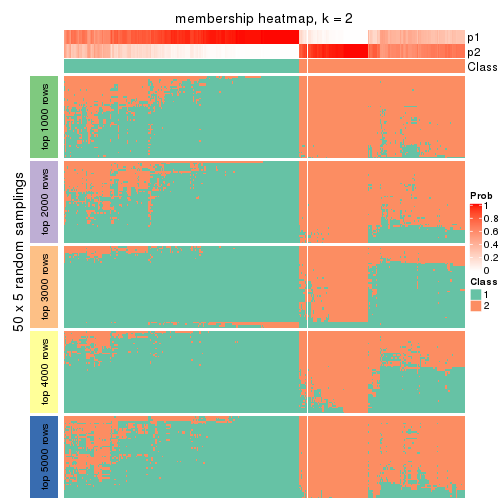 membership heatmap, k = 2
p1
p2
Class
50 x 5 random samplings
top 1000 rows
top 2000 rows
top 3000 rows
top 4000 rows
top 5000 rows
Prob
1
0.8
0.6
0.4
0.2
0
Class
1
2